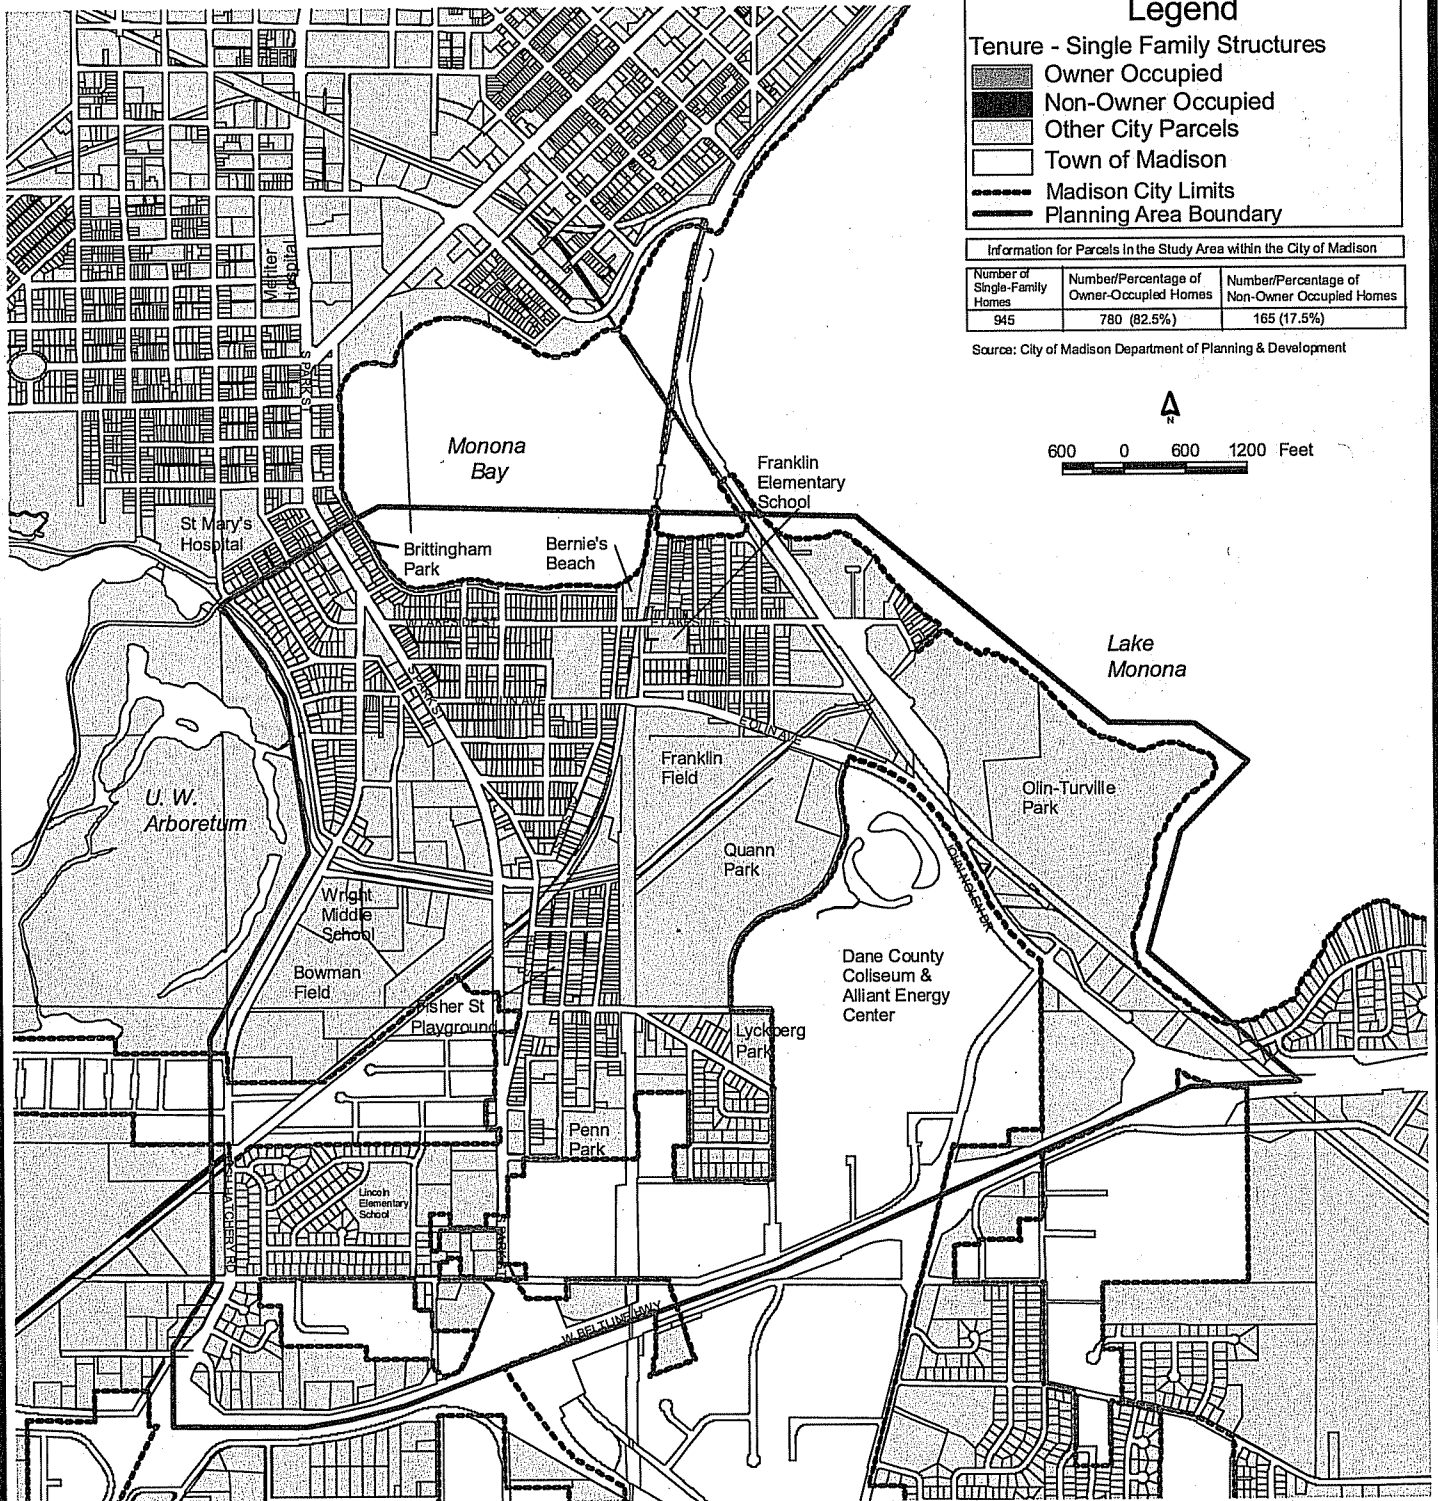 Legend
Tenure - Single Family Structures
Owner Occupied
Non-Owner Occupied
Other City Parcels
Town of Madison
Madison City Limits
Planning Area Boundary
Information for Parcels in the Study Area within the City of Madison
Number of
Single-Family
Homes
Number/Percentage of
Owner-Occupied Homes
Number/Percentage of
Non-Owner Occupied Homes
945
780 (82.5%)
165 (17.5%)
Source: City of Madison Department of Planning & Development
N
600 0 600 1200 Feet
Meriter
Hospital
S PARK ST
Monona
Bay
Franklin
Elementary
School
St Mary's
Hospital
Brittingham
Park
Bernie's
Beach
W LAKESIDE ST
E LAKESIDE ST
Lake
Monona
S PARK ST
W OLIN AVE
E OLIN AVE
Franklin
Field
Olin-Turville
Park
U. W.
Arboretum
Quann
Park
JOHN NOLEN DR
Wright
Middle
School
Bowman
Field
Dane County
Coliseum &
Alliant Energy
Center
Fisher St
Playground
Lyckberg
Park
Penn
Park
Lincoln
Elementary
School
HATCHERY RD
W BELTLINE HWY